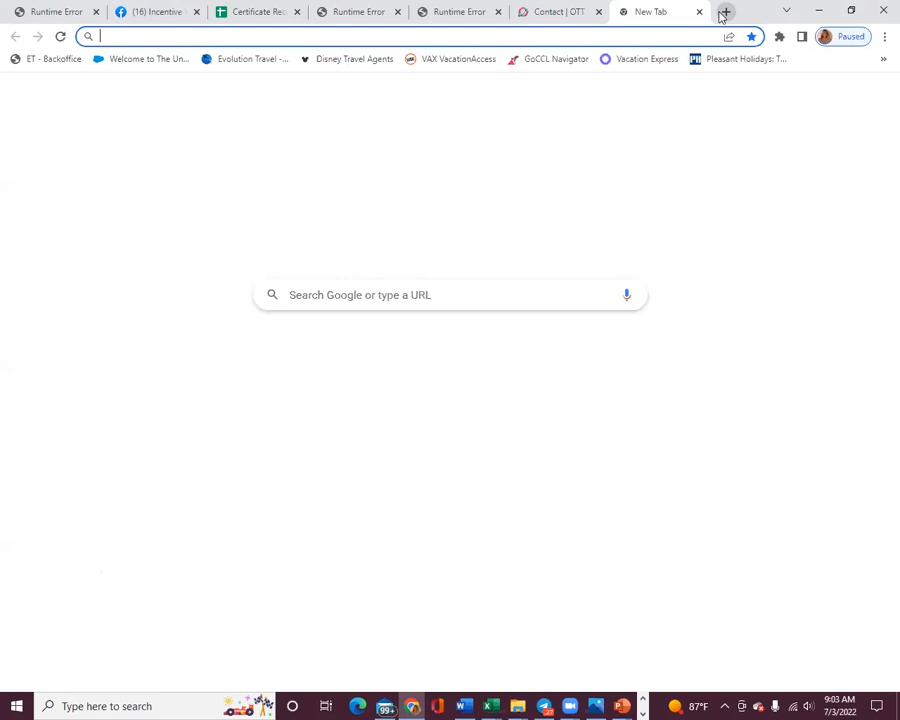 Runtime Error
(16) Incentive
Certificate Rec
Runtime Error
Runtime Error
Contact | OTT
New Tab
Paused
ET - Backoffice
Welcome to The Un...
Evolution Travel -...
Disney Travel Agents
VAX VacationAccess
GoCCL Navigator
Vacation Express
Pleasant Holidays: T...
Search Google or type a URL
Type here to search
99+
87°F
9:03 AM
7/3/2022